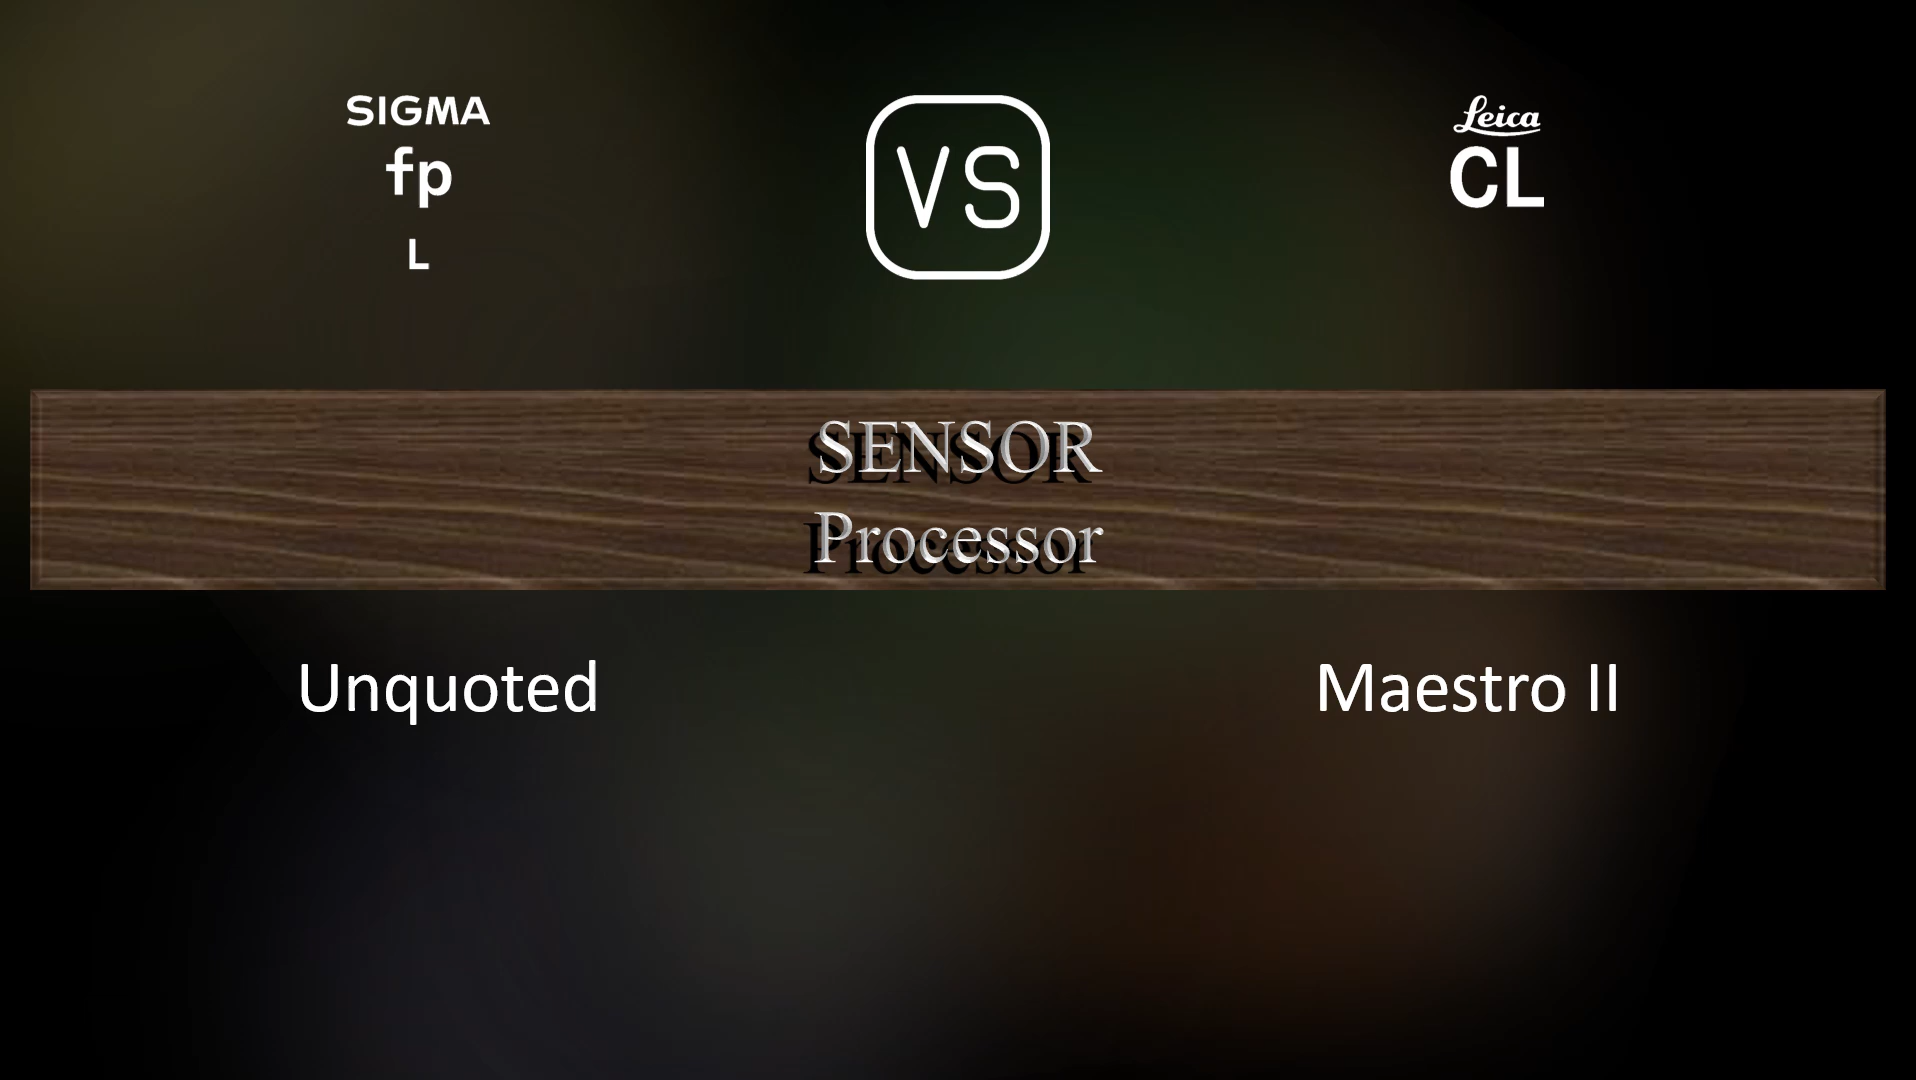 SIGMA
fp
L
VS
Leica
CL
SENSOR
Processor
Unquoted
Maestro II